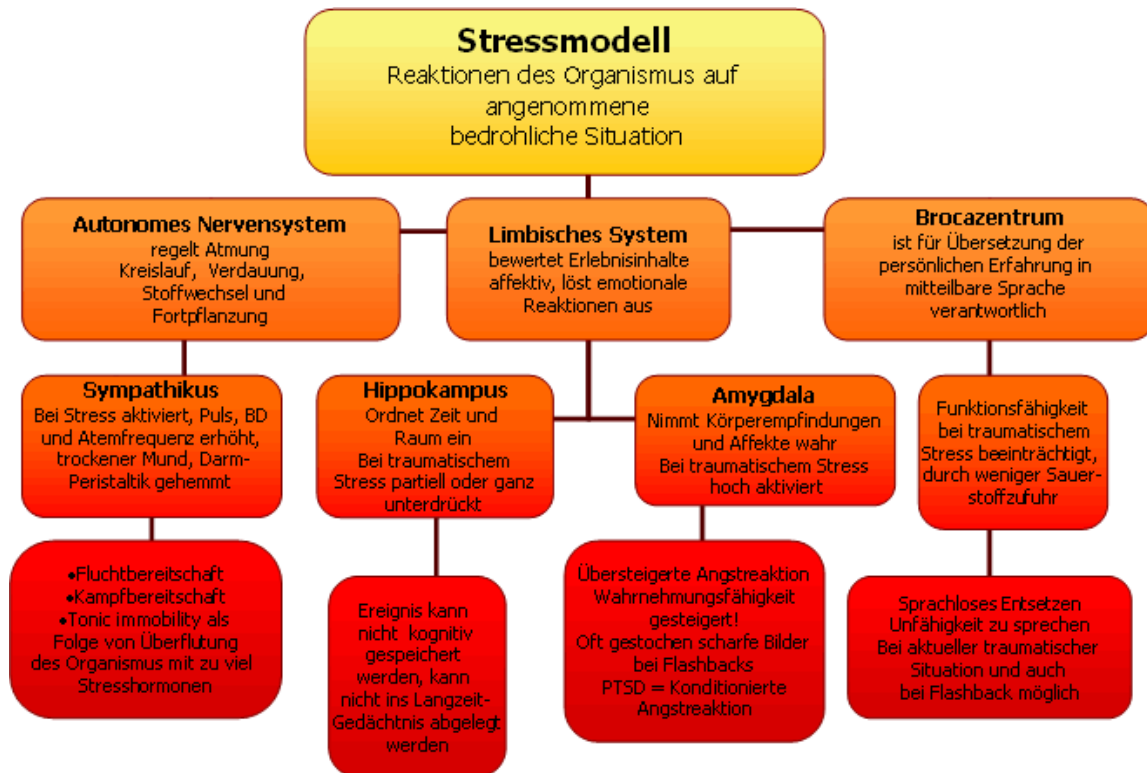 Stressmodell
Reaktionen des Organismus auf
angenommene
bedrohliche Situation
Autonomes Nervensystem
regelt Atmung
Kreislauf, Verdauung,
Stoffwechsel und
Fortpflanzung
Limbisches System
bewertet Erlebnisinhalte
affektiv, löst emotionale
Reaktionen aus
Brocazentrum
ist für Übersetzung der
persönlichen Erfahrung in
mitteilbare Sprache
verantwortlich
Sympathikus
Bei Stress aktiviert, Puls, BD
und Atemfrequenz erhöht,
trockener Mund, Darm-
Peristaltik gehemmt
Hippokampus
Ordnet Zeit und
Raum ein
Bei traumatischem
Stress partiell oder ganz
unterdrückt
Amygdala
Nimmt Körperempfindungen
und Affekte wahr
Bei traumatischem Stress
hoch aktiviert
Funktionsfähigkeit
bei traumatischem
Stress beeinträchtigt,
durch weniger Sauer-
stoffzufuhr
•Fluchtbereitschaft
•Kampfbereitschaft
•Tonic immobility als
Folge von Überflutung
des Organismus mit zu viel
Stresshormonen
Ereignis kann
nicht kognitiv
gespeichert
werden, kann
nicht ins Langzeit-
Gedächtnis abgelegt
werden
Übersteigerte Angstreaktion
Wahrnehmungsfähigkeit
gesteigert!
Oft gestochen scharfe Bilder
bei Flashbacks
PTSD = Konditionierte
Angstreaktion
Sprachloses Entsetzen
Unfähigkeit zu sprechen
Bei aktueller traumatischer
Situation und auch
bei Flashback möglich